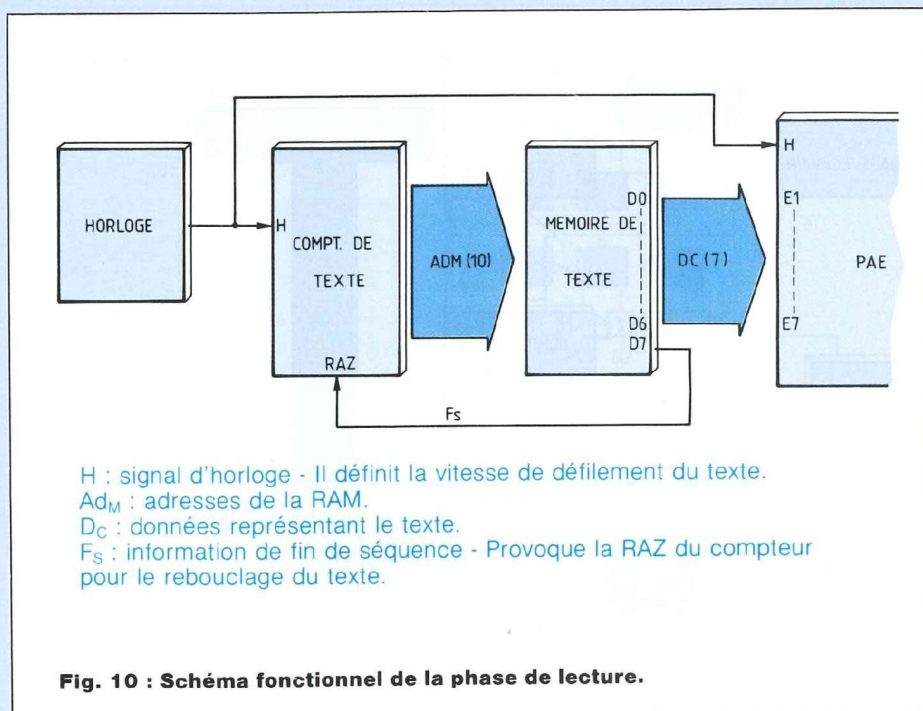 HORLOGE
H
COMPT. DE
TEXTE
RAZ
ADM (10)
D0
MEMOIRE DE
TEXTE
D6
D7
DC (7)
H
E1
PAE
E7
Fs
H : signal d'horloge - Il définit la vitesse de défilement du texte.
AdM : adresses de la RAM.
DC : données représentant le texte.
FS : information de fin de séquence - Provoque la RAZ du compteur
pour le rebouclage du texte.
Fig. 10 : Schéma fonctionnel de la phase de lecture.